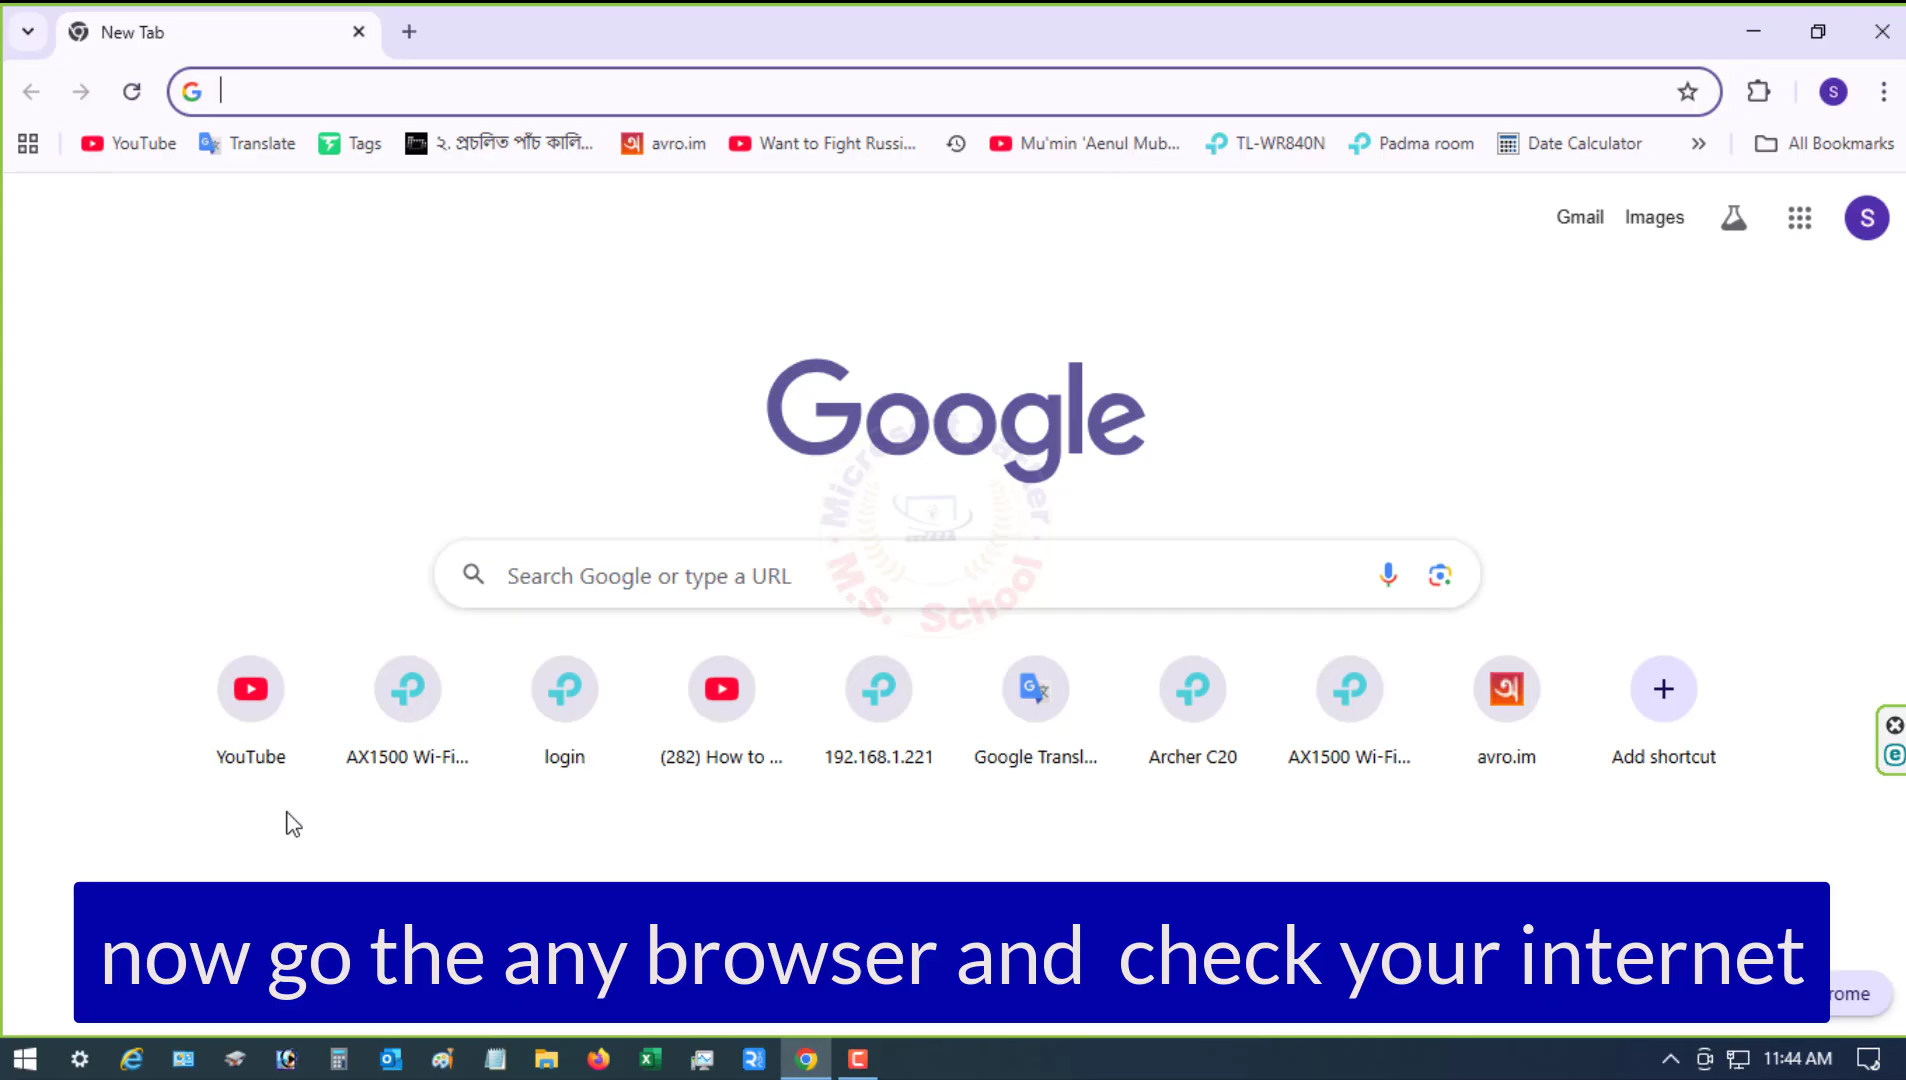 New Tab
YouTube Translate Tags ২. প্রচলিত পাঁচ কালি... avro.im Want to Fight Russi... Mu'min 'Aenul Mub... TL-WR840N Padma room Date Calculator » All Bookmarks
Gmail Images S
Google
Microsoft
M.S. School
Search Google or type a URL
YouTube AX1500 Wi-Fi... login (282) How to ... 192.168.1.221 Google Transl... Archer C20 AX1500 Wi-Fi... avro.im Add shortcut
now go the any browser and check your internet
rome
11:44 AM